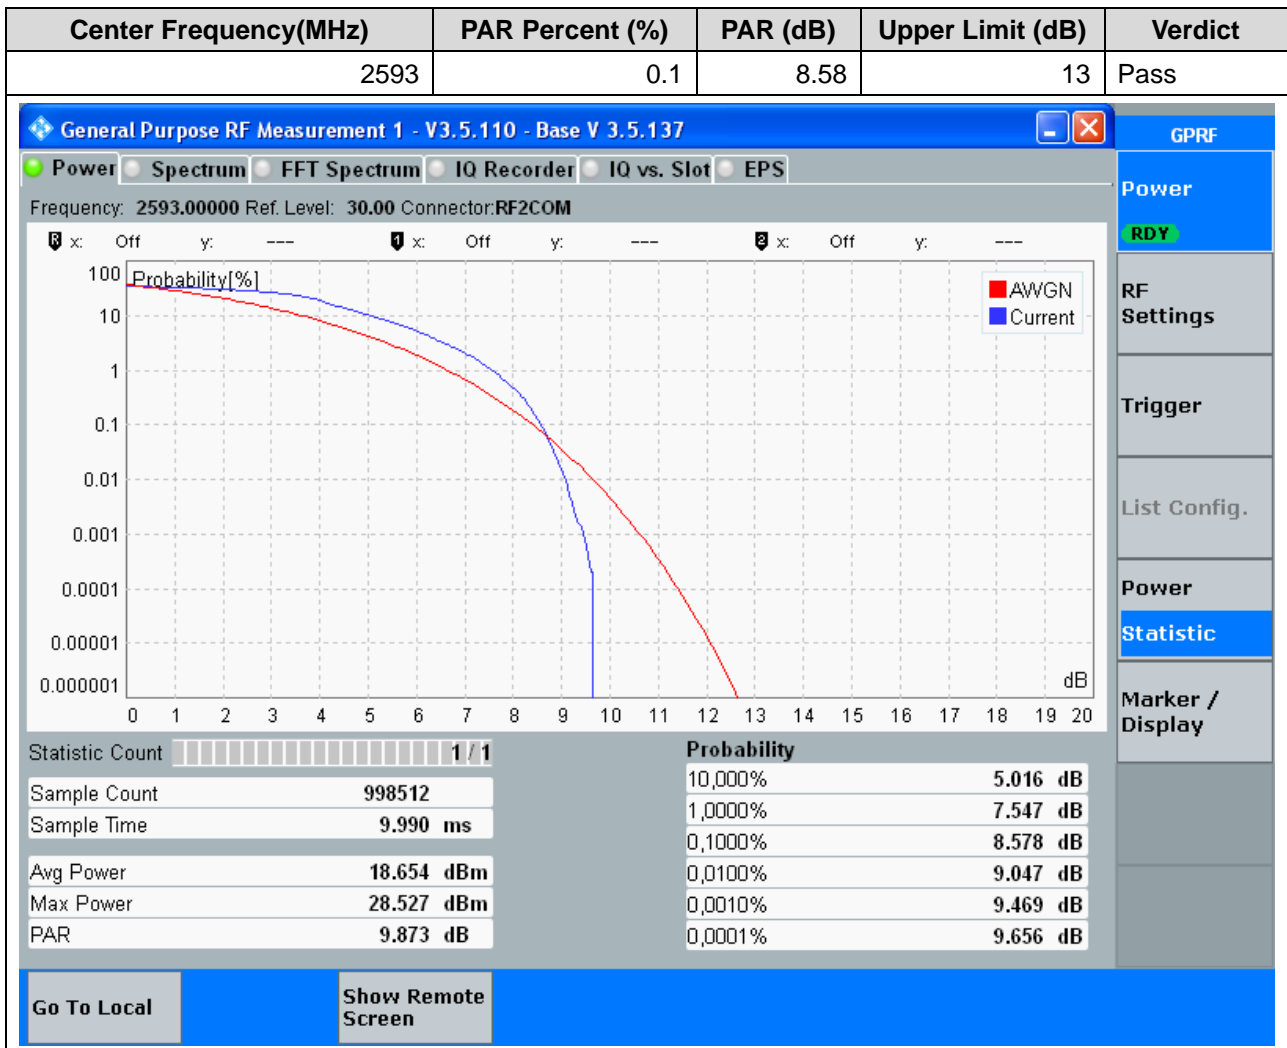 Center Frequency(MHz) PAR Percent (%) PAR (dB) Upper Limit (dB) Verdict
2593 0.1 8.58 13 Pass
General Purpose RF Measurement 1 - V3.5.110 - Base V 3.5.137
GPRF
Power Spectrum FFT Spectrum IQ Recorder IQ vs. Slot EPS
Power
RDY
Frequency: 2593.00000 Ref. Level: 30.00 Connector:RF2COM
R x: Off y: --- 1 x: Off y: --- 2 x: Off y: ---
Probability[%]
AWGN
Current
100
10
1
0.1
0.01
0.001
0.0001
0.00001
0.000001
dB
0 1 2 3 4 5 6 7 8 9 10 11 12 13 14 15 16 17 18 19 20
RF
Settings
Trigger
List Config.
Power
Statistic
Marker /
Display
Statistic Count 1 / 1
Sample Count 998512
Sample Time 9.990 ms
Avg Power 18.654 dBm
Max Power 28.527 dBm
PAR 9.873 dB
Probability
10,000% 5.016 dB
1,0000% 7.547 dB
0,1000% 8.578 dB
0,0100% 9.047 dB
0,0010% 9.469 dB
0,0001% 9.656 dB
Go To Local
Show Remote
Screen